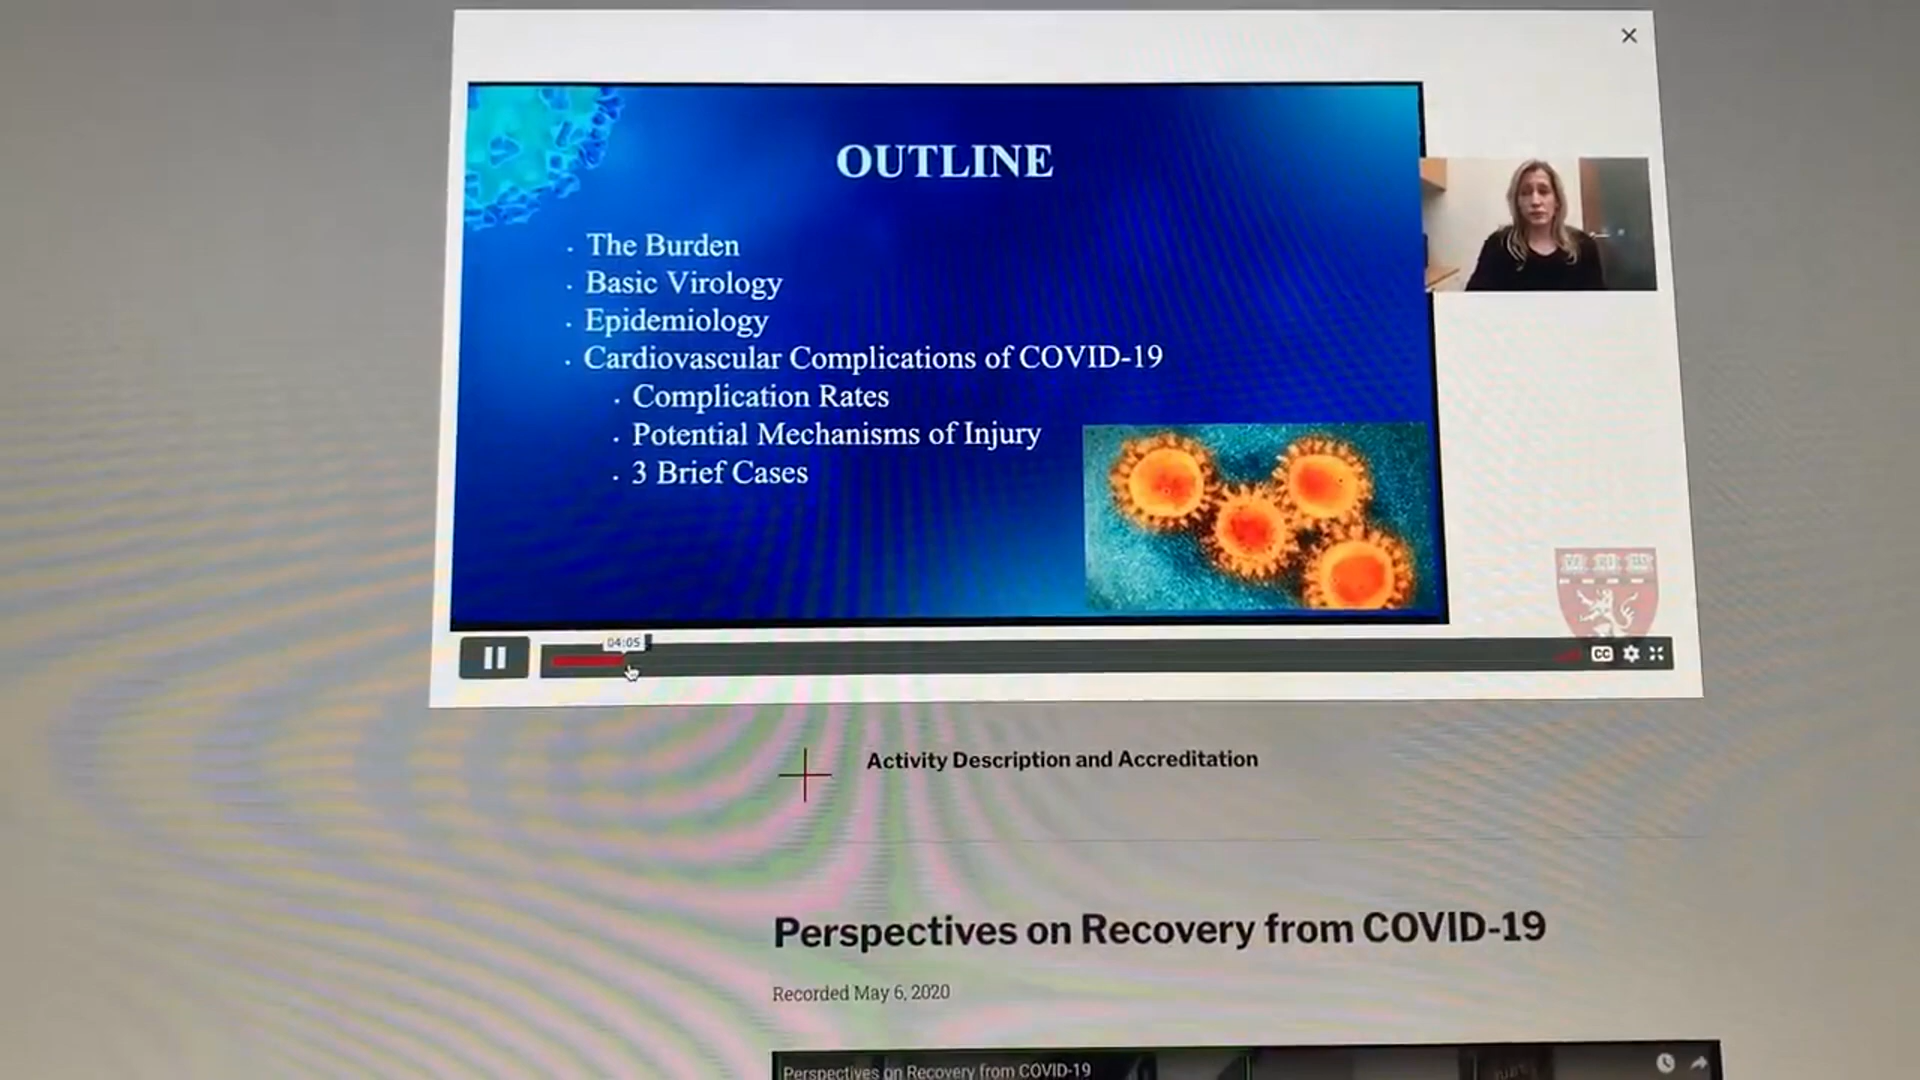 OUTLINE
· The Burden
· Basic Virology
· Epidemiology
· Cardiovascular Complications of COVID-19
· Complication Rates
· Potential Mechanisms of Injury
· 3 Brief Cases
04:05
CC
Activity Description and Accreditation
Perspectives on Recovery from COVID-19
Recorded May 6, 2020
Perspectives on Recovery from COVID-19